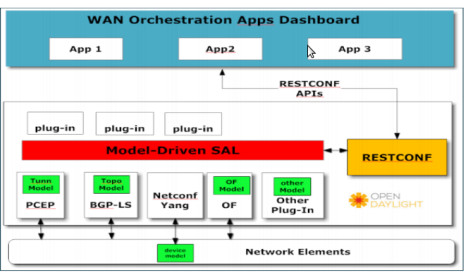 WAN Orchestration Apps Dashboard
App 1
App2
App 3
RESTCONF
APIs
plug-in
plug-in
plug-in
Model-Driven SAL
RESTCONF
Tunn
Model
PCEP
Topo
Model
BGP-LS
Netconf
Yang
OF
Model
OF
other
Model
Other
Plug-In
OPEN
DAYLIGHT
device
model
Network Elements